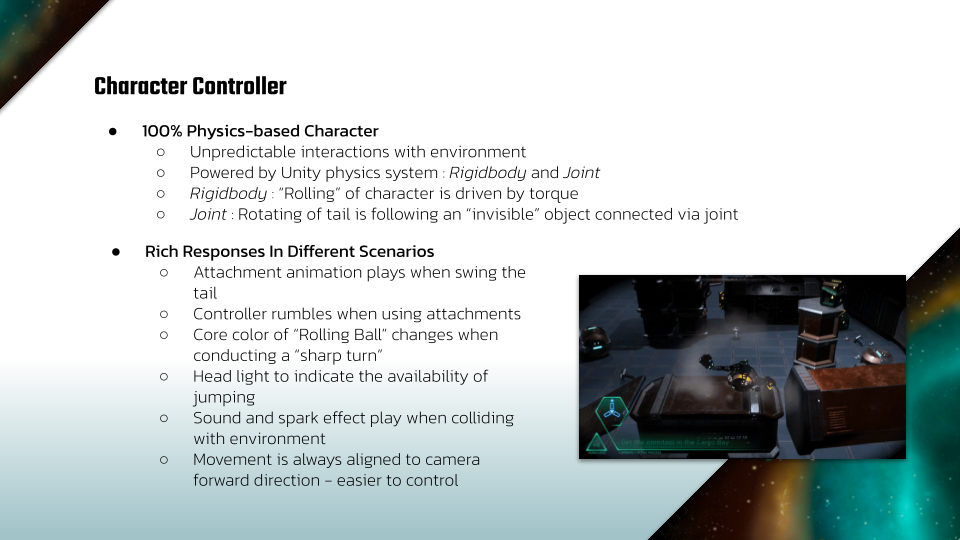 Character Controller
● 100% Physics-based Character
○ Unpredictable interactions with environment
○ Powered by Unity physics system : Rigidbody and Joint
○ Rigidbody : “Rolling” of character is driven by torque
○ Joint : Rotating of tail is following an “invisible” object connected via joint
● Rich Responses In Different Scenarios
○ Attachment animation plays when swing the
tail
○ Controller rumbles when using attachments
○ Core color of “Rolling Ball” changes when
conducting a “sharp turn”
○ Head light to indicate the availability of
jumping
○ Sound and spark effect play when colliding
with environment
○ Movement is always aligned to camera
forward direction – easier to control
in the Cargo Bay